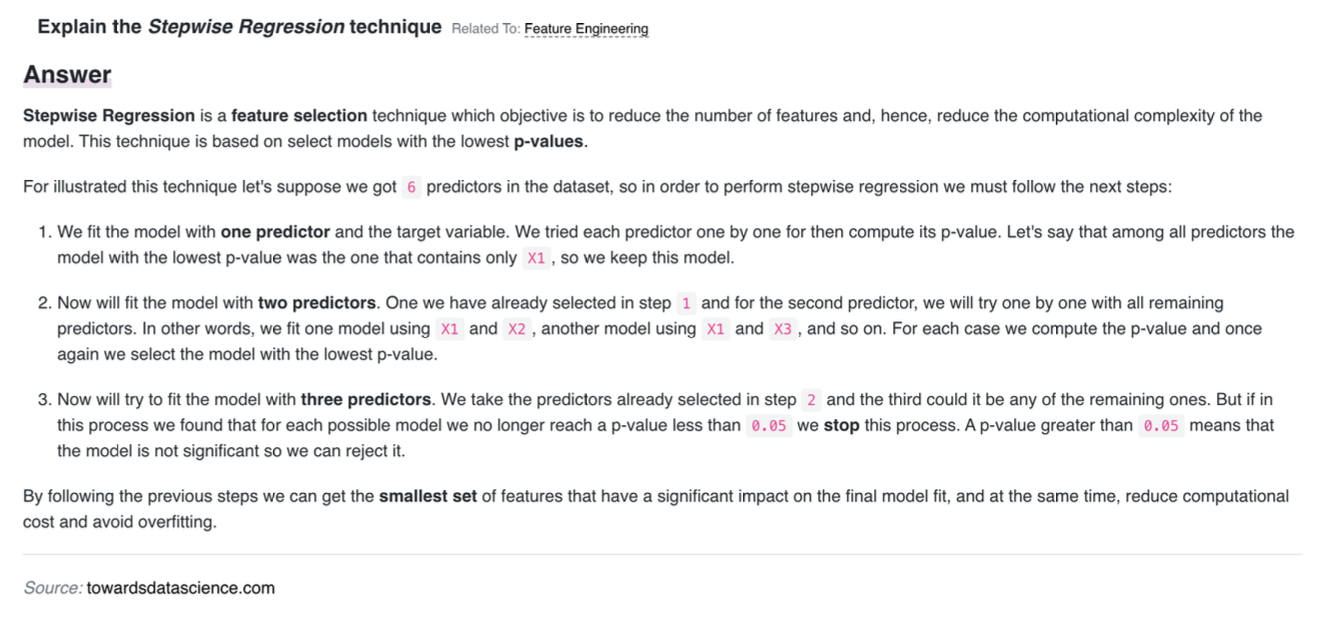 Explain the Stepwise Regression technique Related To: Feature Engineering
Answer
Stepwise Regression is a feature selection technique which objective is to reduce the number of features and, hence, reduce the computational complexity of the
model. This technique is based on select models with the lowest p-values.
For illustrated this technique let's suppose we got 6 predictors in the dataset, so in order to perform stepwise regression we must follow the next steps:
1. We fit the model with one predictor and the target variable. We tried each predictor one by one for then compute its p-value. Let's say that among all predictors the
model with the lowest p-value was the one that contains only X1, so we keep this model.
2. Now will fit the model with two predictors. One we have already selected in step 1 and for the second predictor, we will try one by one with all remaining
predictors. In other words, we fit one model using X1 and X2, another model using X1 and X3, and so on. For each case we compute the p-value and once
again we select the model with the lowest p-value.
3. Now will try to fit the model with three predictors. We take the predictors already selected in step 2 and the third could it be any of the remaining ones. But if in
this process we found that for each possible model we no longer reach a p-value less than 0.05 we stop this process. A p-value greater than 0.05 means that
the model is not significant so we can reject it.
By following the previous steps we can get the smallest set of features that have a significant impact on the final model fit, and at the same time, reduce computational
cost and avoid overfitting.
Source: towardsdatascience.com